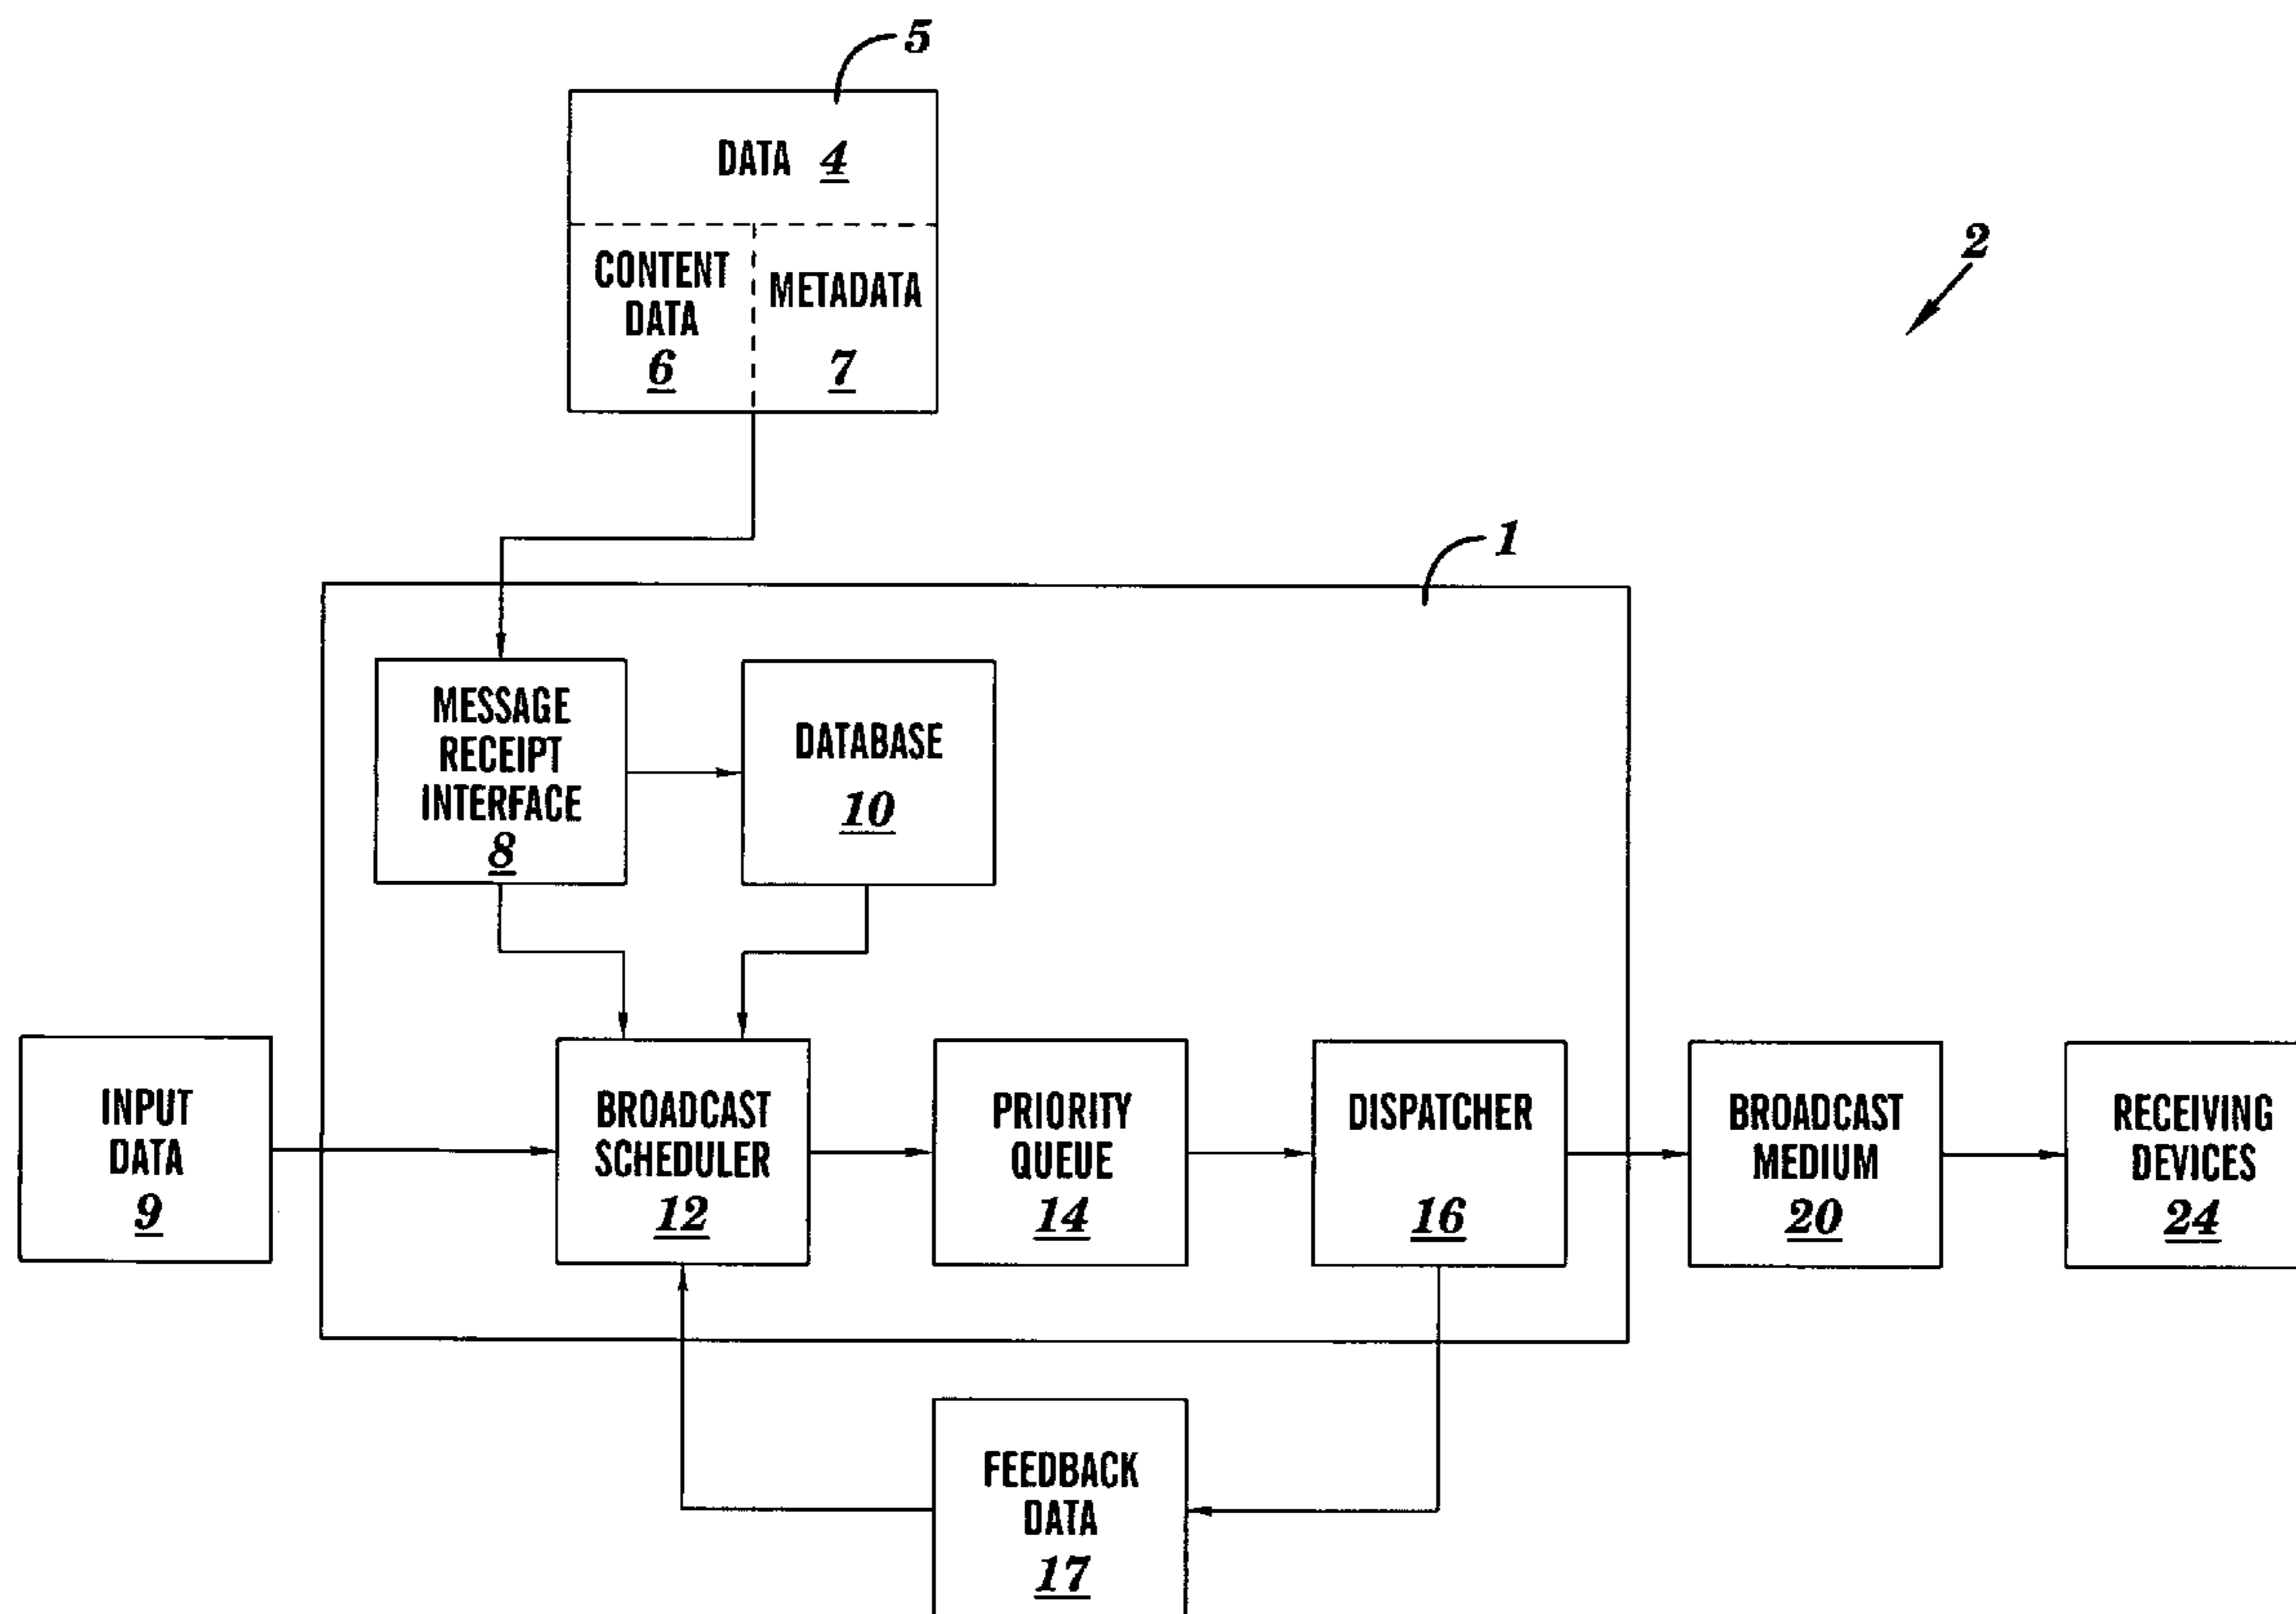 5
DATA 4
CONTENT
DATA
6
METADATA
7
2
1
MESSAGE
RECEIPT
INTERFACE
8
DATABASE
10
INPUT
DATA
9
BROADCAST
SCHEDULER
12
PRIORITY
QUEUE
14
DISPATCHER
16
BROADCAST
MEDIUM
20
RECEIVING
DEVICES
24
FEEDBACK
DATA
17